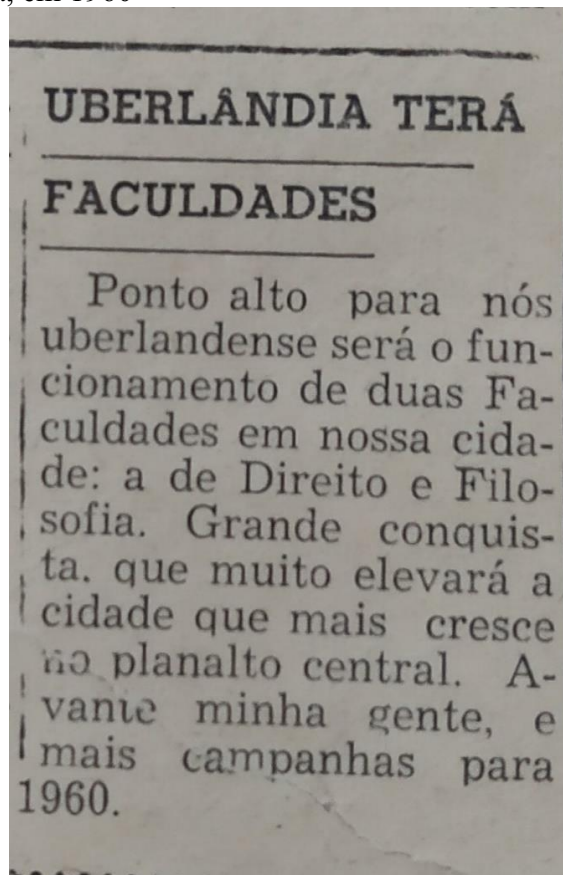 UBERLÂNDIA TERÁ
FACULDADES
Ponto alto para nós
uberlandense será o fun-
cionamento de duas Fa-
culdades em nossa cida-
de: a de Direito e Filo-
sofia. Grande conquis-
ta. que muito elevará a
cidade que mais cresce
no planalto central. A-
vante minha gente, e
mais campanhas para
1960.